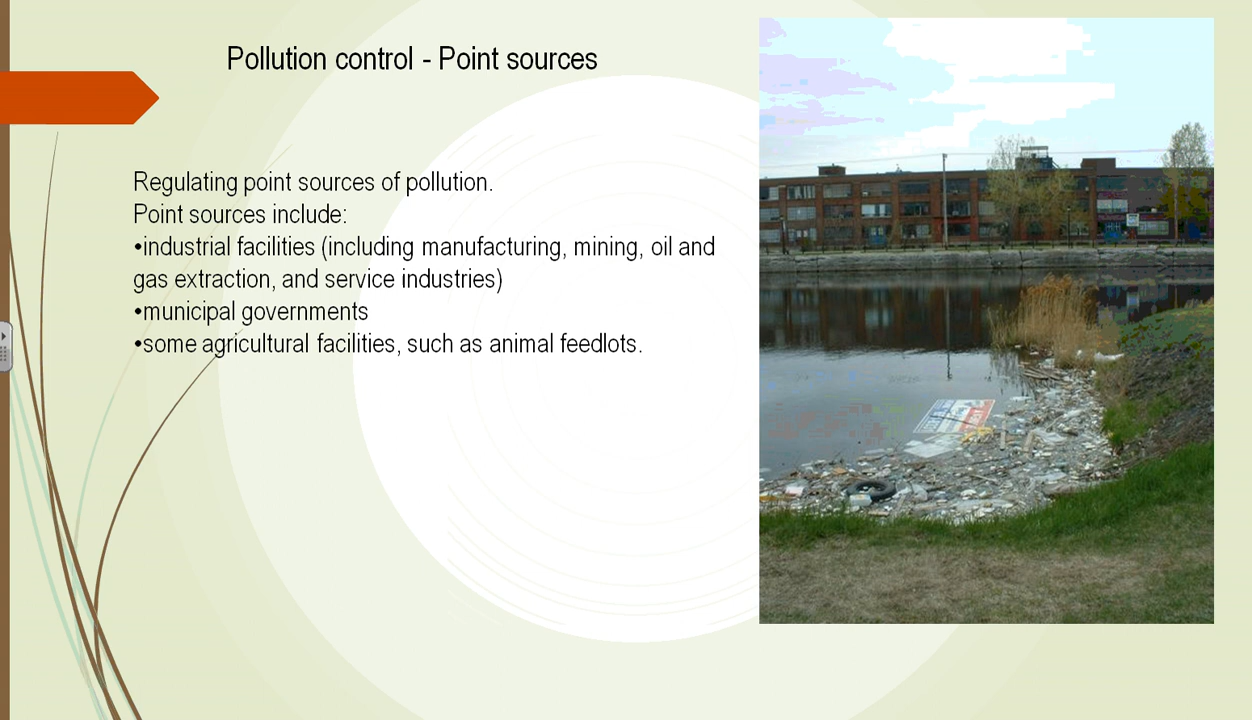 Pollution control - Point sources
Regulating point sources of pollution.
Point sources include:
•industrial facilities (including manufacturing, mining, oil and
gas extraction, and service industries)
•municipal governments
•some agricultural facilities, such as animal feedlots.